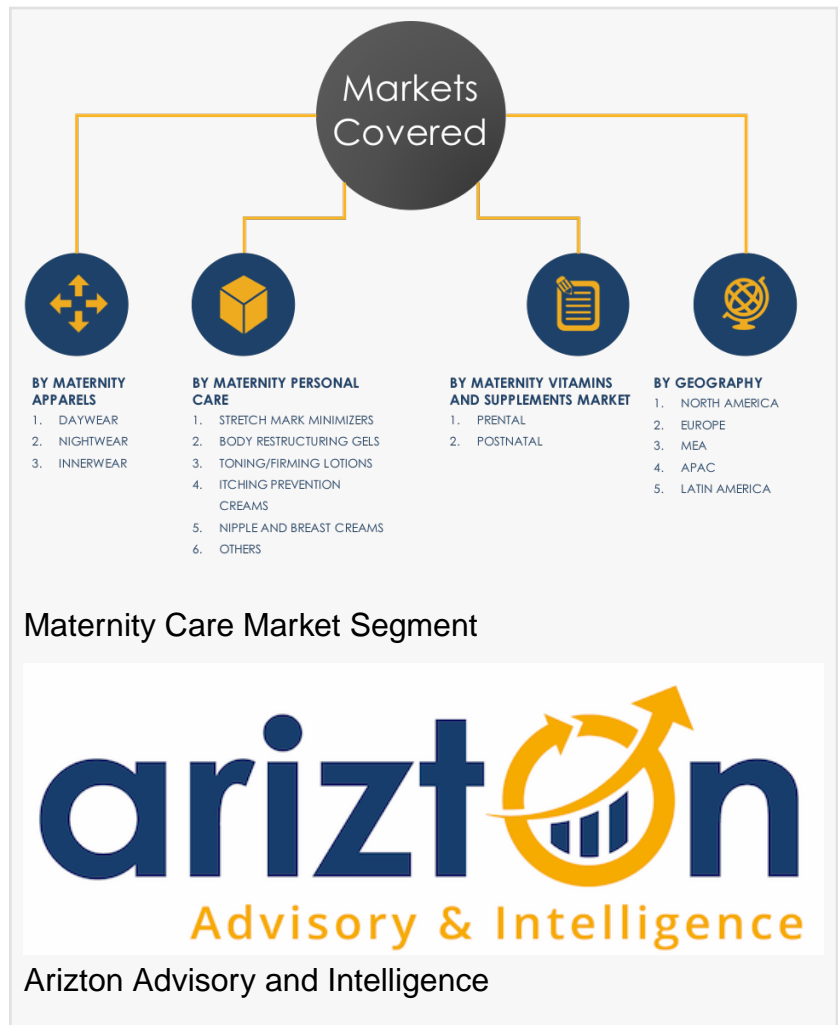 Markets
Covered
BY MATERNITY
APPARELS
1. DAYWEAR
2. NIGHTWEAR
3. INNERWEAR
BY MATERNITY PERSONAL
CARE
1. STRETCH MARK MINIMIZERS
2. BODY RESTRUCTURING GELS
3. TONING/FIRMING LOTIONS
4. ITCHING PREVENTION
CREAMS
5. NIPPLE AND BREAST CREAMS
6. OTHERS
BY MATERNITY VITAMINS
AND SUPPLEMENTS MARKET
1. PRENTAL
2. POSTNATAL
BY GEOGRAPHY
1. NORTH AMERICA
2. EUROPE
3. MEA
4. APAC
5. LATIN AMERICA
Maternity Care Market Segment
arizton
Advisory & Intelligence
Arizton Advisory and Intelligence